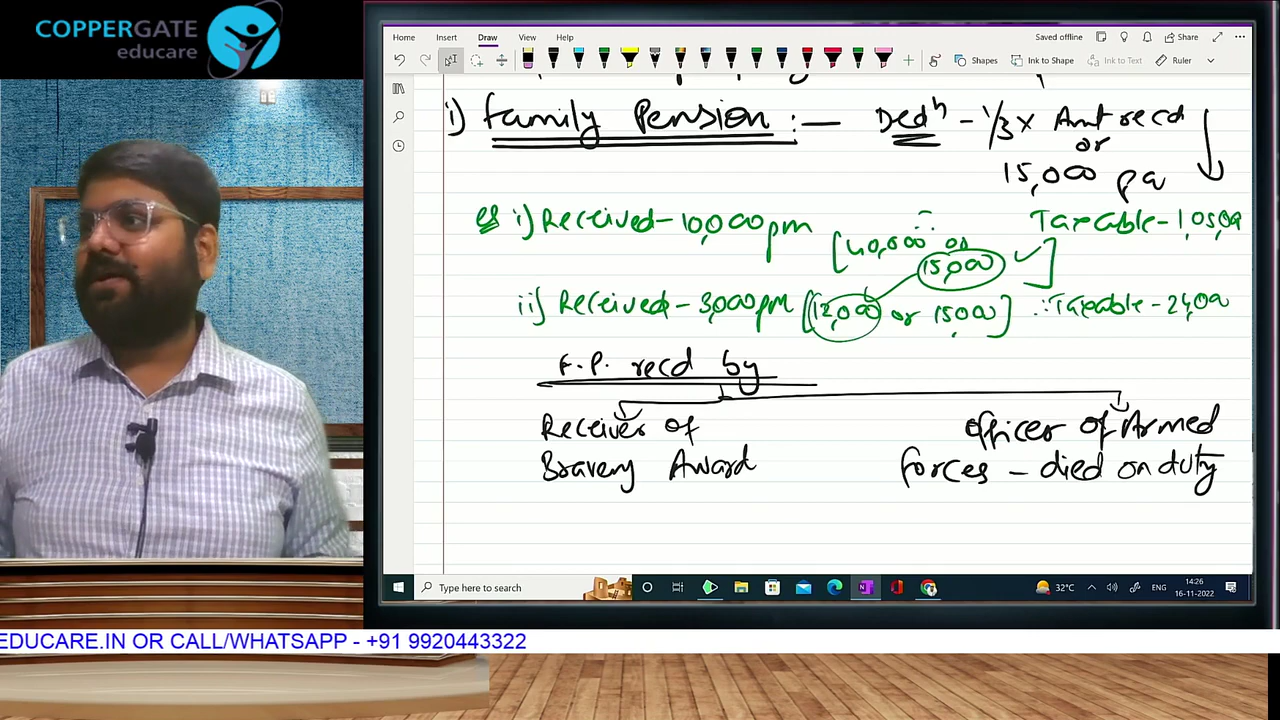 COPPERGATE
educare
Home Insert Draw View Help
Saved offline
Share
Shapes
Ink to Shape
Ink to Text
Ruler
i) Family Pension :— Dedn - 1/3 x Amt recd
or
15,000 pa
eg i) Received - 10,000 pm
∴ Taxable - 1,05,00
[40,000 or
15,000 ✓]
ii) Received - 3,000 pm [12,000 or 15,000] ∴ Taxable - 24,00
F.P. recd by
Receiver of
Bravery Award
Officer of Armed
forces - died on duty
Type here to search
32°C
ENG
14:26
16-11-2022
EDUCARE.IN OR CALL/WHATSAPP - +91 9920443322